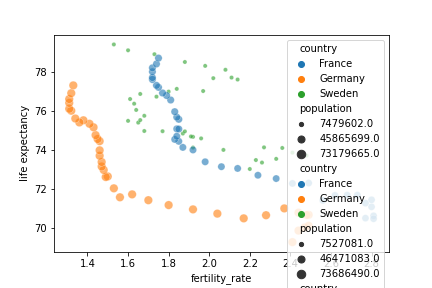 country
France
Germany
Sweden
population
7479602.0
45865699.0
73179665.0
country
France
Germany
Sweden
population
7527081.0
46471083.0
73686490.0
78
76
74
72
70
life expectancy
1.4
1.6
1.8
2.0
2.2
2.4
fertility_rate